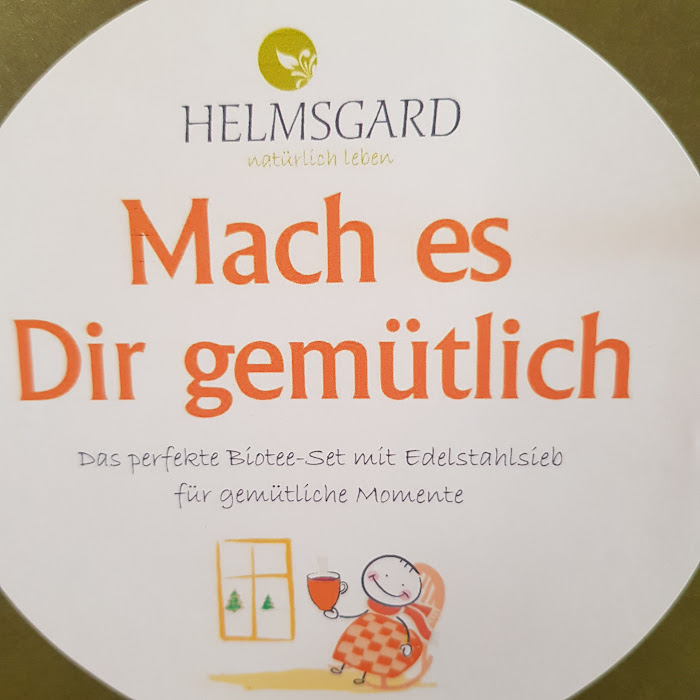 HELMSGARD
natürlich leben
Mach es
Dir gemütlich
Das perfekte Biotee-Set mit Edelstahlsieb
für gemütliche Momente